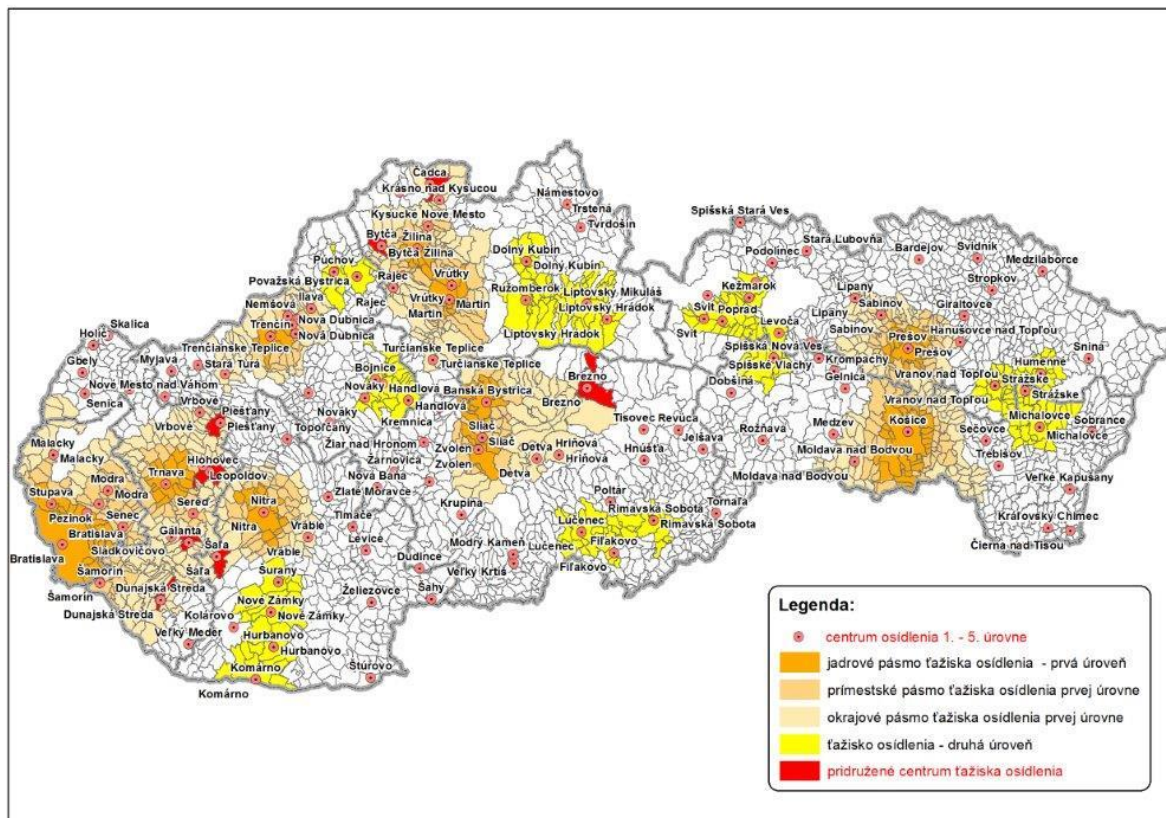 Čadca
Krásno nad Kysucou
Námestovo
Trstená
Tvrdošín
Kysucké Nové Mesto
Bytča
Žilina
Bytča Žilina
Spišská Stará Ves
Stará Ľubovňa
Podolínec
Bardejov
Svidník
Medzilaborce
Stropkov
Púchov
Považská Bystrica
Rajec
Rajec
Vrútky
Vrútky
Martin
Martin
Dolný Kubín
Dolný Kubín
Ružomberok
Liptovský Mikuláš
Liptovský Hrádok
Liptovský Hrádok
Kežmarok
Svit
Poprad
Svit
Levoča
Lipany
Lipany
Sabinov
Sabinov
Giraltovce
Hanušovce nad Topľou
Prešov
Prešov
Snina
Humenné
Nemšová
Ilava
Nová Dubnica
Nová Dubnica
Trenčín
Trenčianske Teplice
Turčianske Teplice
Turčianske Teplice
Spišská Nová Ves
Spišské Vlachy
Krompachy
Gelnica
Vranov nad Topľou
Vranov nad Topľou
Strážske
Strážske
Holíč
Skalica
Gbely
Myjava
Stará Turá
Nové Mesto nad Váhom
Senica
Vrbové
Vrbové
Piešťany
Piešťany
Bojnice
Nováky
Handlová
Nováky
Handlová
Topoľčany
Kremnica
Banská Bystrica
Brezno
Brezno
Dobšiná
Tisovec
Revúca
Rožňava
Medzev
Košice
Michalovce
Michalovce
Sobrance
Sečovce
Trebišov
Malacky
Malacky
Hlohovec
Leopoldov
Trnava
Žiar nad Hronom
Žarnovica
Nová Baňa
Zlaté Moravce
Sliač
Sliač
Zvolen
Zvolen
Detva
Detva
Hriňová
Hriňová
Hnúšťa
Jelšava
Moldava nad Bodvou
Moldava nad Bodvou
Veľké Kapušany
Kráľovský Chlmec
Čierna nad Tisou
Stupava
Modra
Modra
Pezinok
Senec
Bratislava
Bratislava
Sládkovičovo
Sereď
Galanta
Nitra
Nitra
Vráble
Vráble
Tlmače
Levice
Krupina
Poltár
Rimavská Sobota
Rimavská Sobota
Tornaľa
Lučenec
Lučenec
Fiľakovo
Fiľakovo
Modrý Kameň
Veľký Krtíš
Dudince
Šahy
Šamorín
Šamorín
Šaľa
Šaľa
Dunajská Streda
Dunajská Streda
Šurany
Nové Zámky
Nové Zámky
Želiezovce
Kolárovo
Veľký Meder
Hurbanovo
Hurbanovo
Komárno
Komárno
Štúrovo
Legenda:
centrum osídlenia 1. - 5. úrovne
jadrové pásmo ťažiska osídlenia - prvá úroveň
prímestské pásmo ťažiska osídlenia prvej úrovne
okrajové pásmo ťažiska osídlenia prvej úrovne
ťažisko osídlenia - druhá úroveň
pridružené centrum ťažiska osídlenia